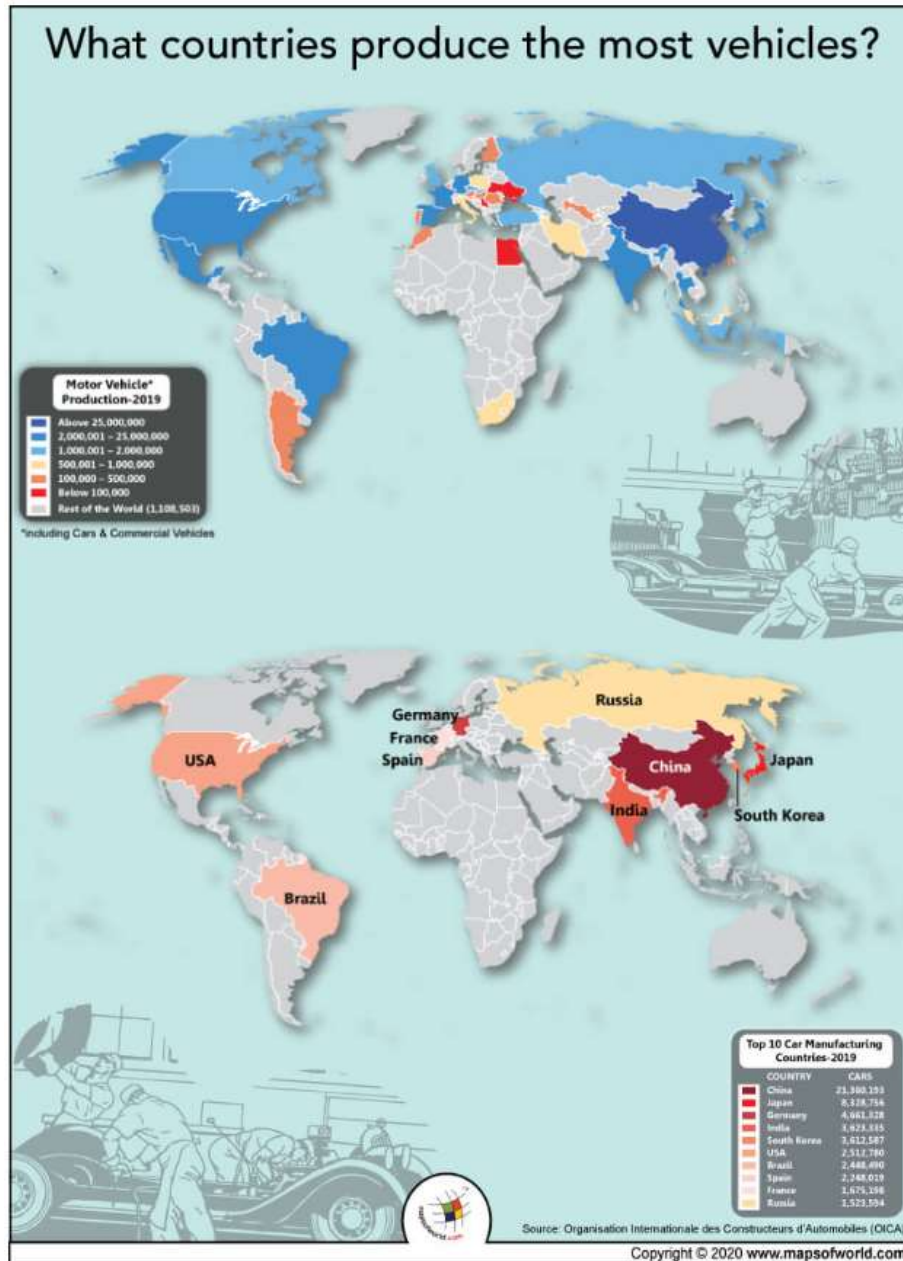 What countries produce the most vehicles?
Motor Vehicle*
Production-2019
Above 25,000,000
2,000,001 – 25,000,000
1,000,001 – 2,000,000
500,001 – 1,000,000
100,000 – 500,000
Below 100,000
Rest of the World (1,108,503)
*Including Cars & Commercial Vehicles
Russia
Germany
France
Spain
USA
China
Japan
India
South Korea
Brazil
Top 10 Car Manufacturing
Countries-2019
COUNTRY CARS
China 21,360,193
Japan 8,328,756
Germany 4,661,328
India 3,623,335
South Korea 3,612,587
USA 2,512,780
Brazil 2,448,490
Spain 2,248,019
France 1,675,198
Russia 1,523,594
mapsofworld.com
Source: Organisation Internationale des Constructeurs d'Automobiles (OICA)
Copyright © 2020 www.mapsofworld.com